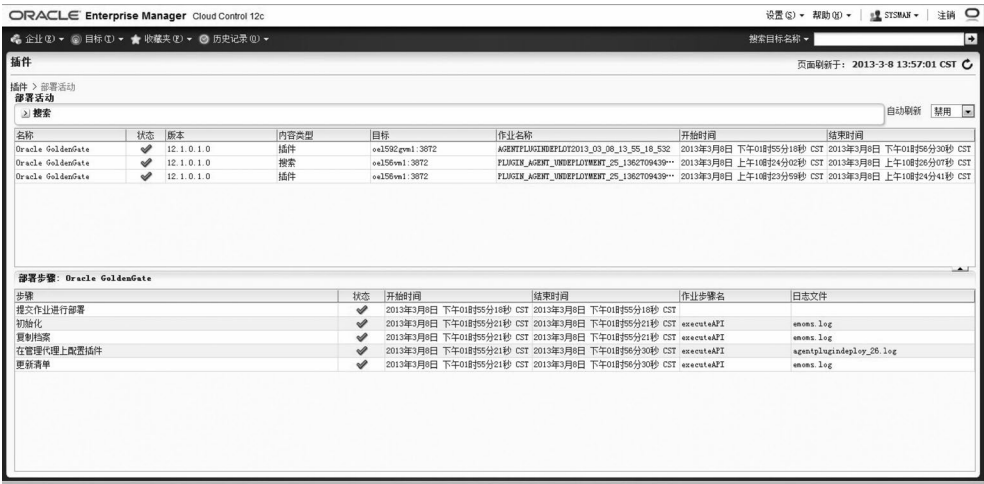 ORACLE Enterprise Manager Cloud Control 12c 设置(S) 帮助(H) SYSMAN 注销
企业(E) 目标(T) 收藏夹(F) 历史记录(O) 搜索目标名称
插件 页面刷新于: 2013-3-8 13:57:01 CST
插件 > 部署活动
部署活动
搜索 自动刷新 禁用
名称 状态 版本 内容类型 目标 作业名称 开始时间 结束时间
Oracle GoldenGate 12.1.0.1.0 插件 oel592gvm1:3872 AGENTPLUGINDEPLOY2013_03_08_13_55_18_532 2013年3月8日 下午01时55分18秒 CST 2013年3月8日 下午01时56分30秒 CST
Oracle GoldenGate 12.1.0.1.0 搜索 oel56vm1:3872 PLUGIN_AGENT_UNDEPLOYMENT_25_1362709439… 2013年3月8日 上午10时24分02秒 CST 2013年3月8日 上午10时26分07秒 CST
Oracle GoldenGate 12.1.0.1.0 插件 oel56vm1:3872 PLUGIN_AGENT_UNDEPLOYMENT_25_1362709439… 2013年3月8日 上午10时23分59秒 CST 2013年3月8日 上午10时24分41秒 CST
部署步骤: Oracle GoldenGate
步骤 状态 开始时间 结束时间 作业步骤名 日志文件
提交作业进行部署 2013年3月8日 下午01时55分18秒 CST 2013年3月8日 下午01时55分18秒 CST
初始化 2013年3月8日 下午01时55分21秒 CST 2013年3月8日 下午01时55分21秒 CST executeAPI emoms.log
复制档案 2013年3月8日 下午01时55分21秒 CST 2013年3月8日 下午01时55分21秒 CST executeAPI emoms.log
在管理代理上配置插件 2013年3月8日 下午01时55分21秒 CST 2013年3月8日 下午01时56分30秒 CST executeAPI agentplugindeploy_26.log
更新清单 2013年3月8日 下午01时55分21秒 CST 2013年3月8日 下午01时56分30秒 CST executeAPI emoms.log